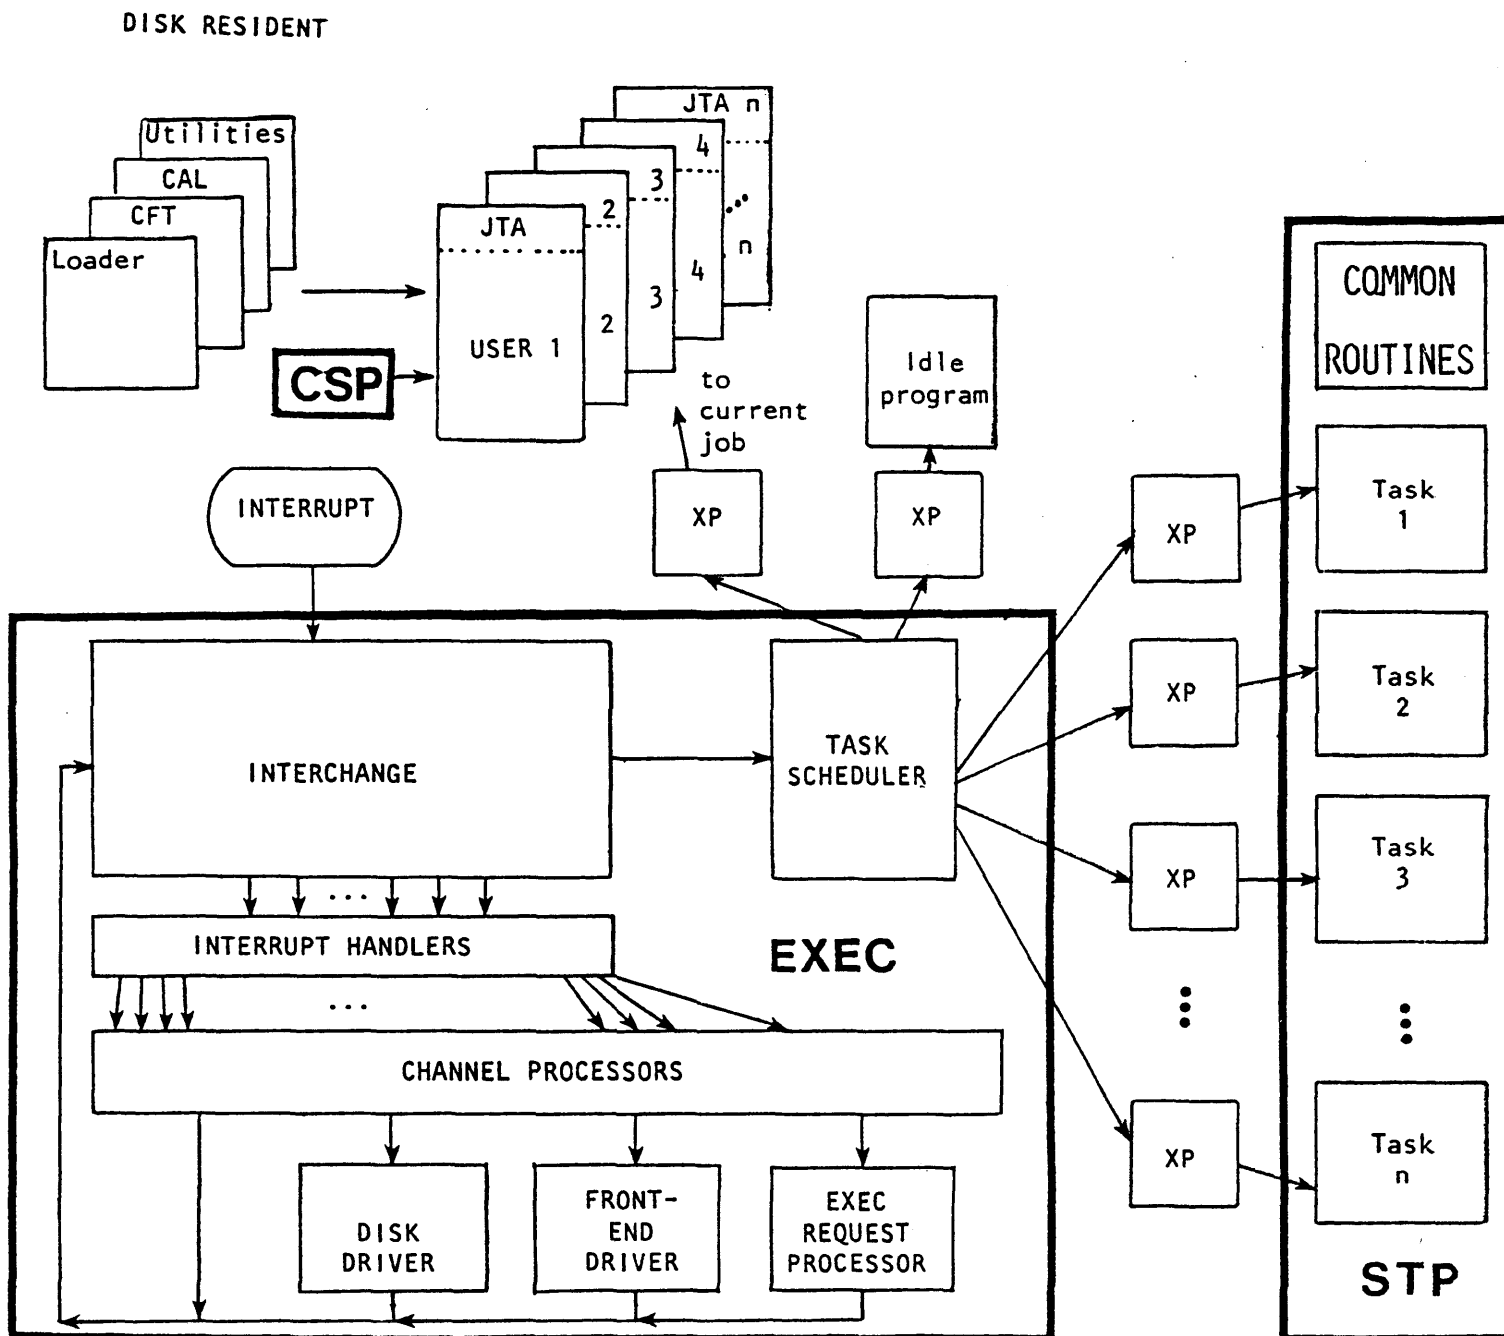 DISK RESIDENT
Utilities
CAL
CFT
Loader
JTA n
4
3
2
JTA
n
4
3
2
USER 1
CSP
to
current
job
Idle
program
COMMON
ROUTINES
INTERRUPT
XP
XP
XP
Task
1
XP
Task
2
XP
Task
3
XP
Task
n
INTERCHANGE
TASK
SCHEDULER
...
INTERRUPT HANDLERS
EXEC
...
CHANNEL PROCESSORS
DISK
DRIVER
FRONT-
END
DRIVER
EXEC
REQUEST
PROCESSOR
STP